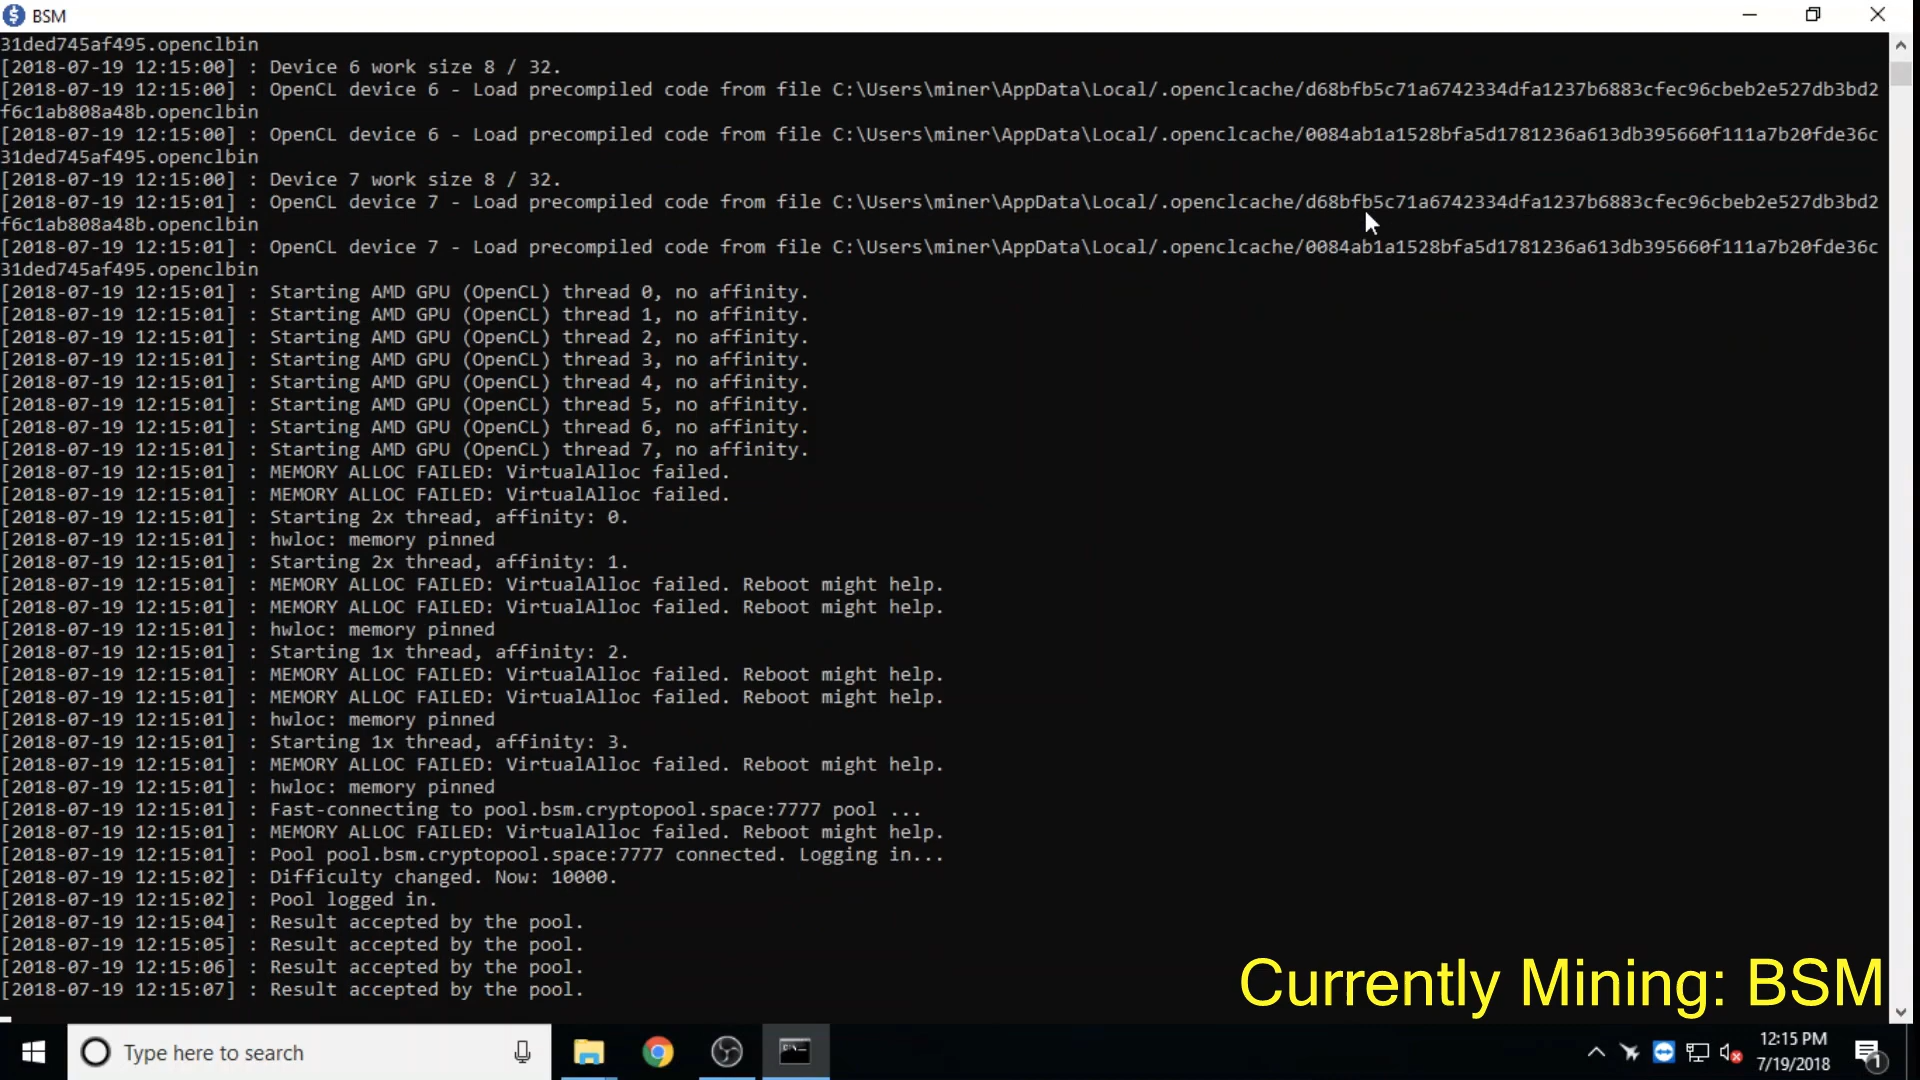 BSM
31ded745af495.openclbin
[2018-07-19 12:15:00] : Device 6 work size 8 / 32.
[2018-07-19 12:15:00] : OpenCL device 6 - Load precompiled code from file C:\Users\miner\AppData\Local/.openclcache/d68bfb5c71a6742334dfa1237b6883cfec96cbeb2e527db3bd2
f6c1ab808a48b.openclbin
[2018-07-19 12:15:00] : OpenCL device 6 - Load precompiled code from file C:\Users\miner\AppData\Local/.openclcache/0084ab1a1528bfa5d1781236a613db395660f111a7b20fde36c
31ded745af495.openclbin
[2018-07-19 12:15:00] : Device 7 work size 8 / 32.
[2018-07-19 12:15:00] : OpenCL device 7 - Load precompiled code from file C:\Users\miner\AppData\Local/.openclcache/d68bfb5c71a6742334dfa1237b6883cfec96cbeb2e527db3bd2
f6c1ab808a48b.openclbin
[2018-07-19 12:15:01] : OpenCL device 7 - Load precompiled code from file C:\Users\miner\AppData\Local/.openclcache/0084ab1a1528bfa5d1781236a613db395660f111a7b20fde36c
31ded745af495.openclbin
[2018-07-19 12:15:01] : Starting AMD GPU (OpenCL) thread 0, no affinity.
[2018-07-19 12:15:01] : Starting AMD GPU (OpenCL) thread 1, no affinity.
[2018-07-19 12:15:01] : Starting AMD GPU (OpenCL) thread 2, no affinity.
[2018-07-19 12:15:01] : Starting AMD GPU (OpenCL) thread 3, no affinity.
[2018-07-19 12:15:01] : Starting AMD GPU (OpenCL) thread 4, no affinity.
[2018-07-19 12:15:01] : Starting AMD GPU (OpenCL) thread 5, no affinity.
[2018-07-19 12:15:01] : Starting AMD GPU (OpenCL) thread 6, no affinity.
[2018-07-19 12:15:01] : Starting AMD GPU (OpenCL) thread 7, no affinity.
[2018-07-19 12:15:01] : MEMORY ALLOC FAILED: VirtualAlloc failed.
[2018-07-19 12:15:01] : MEMORY ALLOC FAILED: VirtualAlloc failed.
[2018-07-19 12:15:01] : Starting 2x thread, affinity: 0.
[2018-07-19 12:15:01] : hwloc: memory pinned
[2018-07-19 12:15:01] : Starting 2x thread, affinity: 1.
[2018-07-19 12:15:01] : MEMORY ALLOC FAILED: VirtualAlloc failed. Reboot might help.
[2018-07-19 12:15:01] : MEMORY ALLOC FAILED: VirtualAlloc failed. Reboot might help.
[2018-07-19 12:15:01] : hwloc: memory pinned
[2018-07-19 12:15:01] : Starting 1x thread, affinity: 2.
[2018-07-19 12:15:01] : MEMORY ALLOC FAILED: VirtualAlloc failed. Reboot might help.
[2018-07-19 12:15:01] : MEMORY ALLOC FAILED: VirtualAlloc failed. Reboot might help.
[2018-07-19 12:15:01] : hwloc: memory pinned
[2018-07-19 12:15:01] : Starting 1x thread, affinity: 3.
[2018-07-19 12:15:01] : MEMORY ALLOC FAILED: VirtualAlloc failed. Reboot might help.
[2018-07-19 12:15:01] : hwloc: memory pinned
[2018-07-19 12:15:01] : Fast-connecting to pool.bsm.cryptopool.space:7777 pool ...
[2018-07-19 12:15:01] : MEMORY ALLOC FAILED: VirtualAlloc failed. Reboot might help.
[2018-07-19 12:15:01] : Pool pool.bsm.cryptopool.space:7777 connected. Logging in...
[2018-07-19 12:15:02] : Difficulty changed. Now: 10000.
[2018-07-19 12:15:02] : Pool logged in.
[2018-07-19 12:15:04] : Result accepted by the pool.
[2018-07-19 12:15:05] : Result accepted by the pool.
[2018-07-19 12:15:06] : Result accepted by the pool.
[2018-07-19 12:15:07] : Result accepted by the pool.
Currently Mining: BSM
Type here to search
12:15 PM
7/19/2018
1